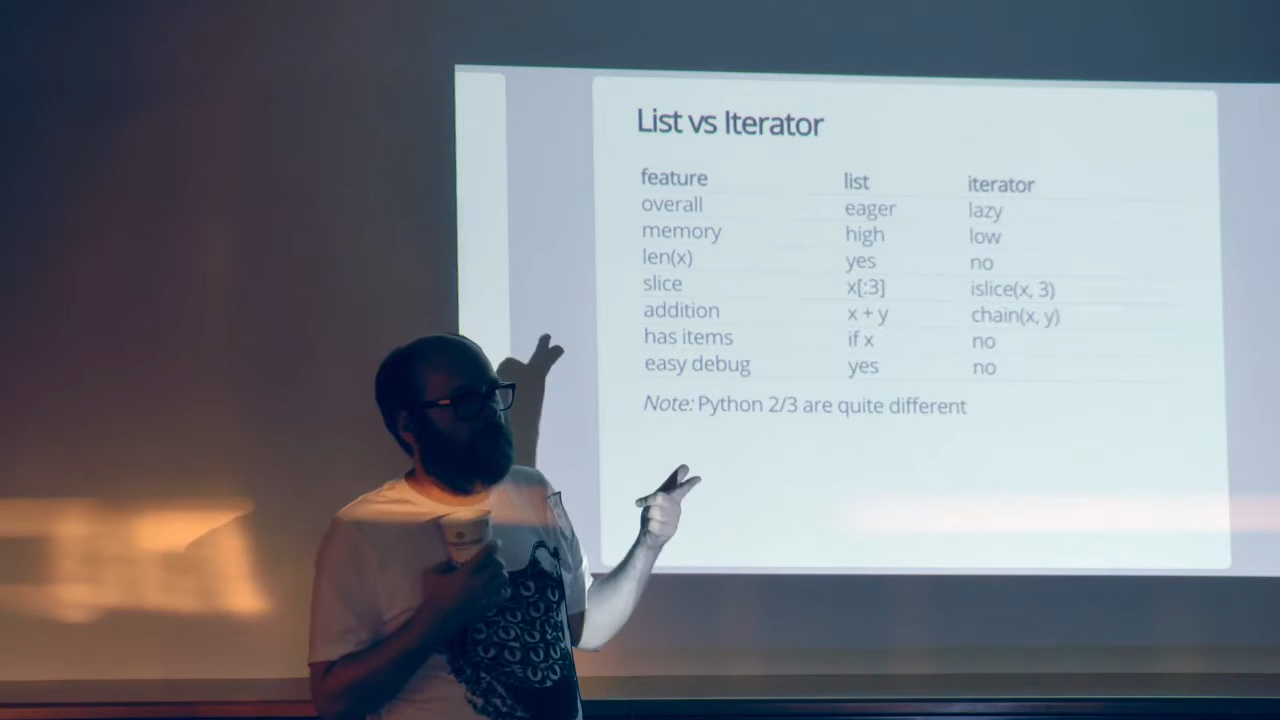 List vs Iterator
feature list iterator
overall eager lazy
memory high low
len(x) yes no
slice x[:3] islice(x, 3)
addition x + y chain(x, y)
has items if x no
easy debug yes no
Note: Python 2/3 are quite different